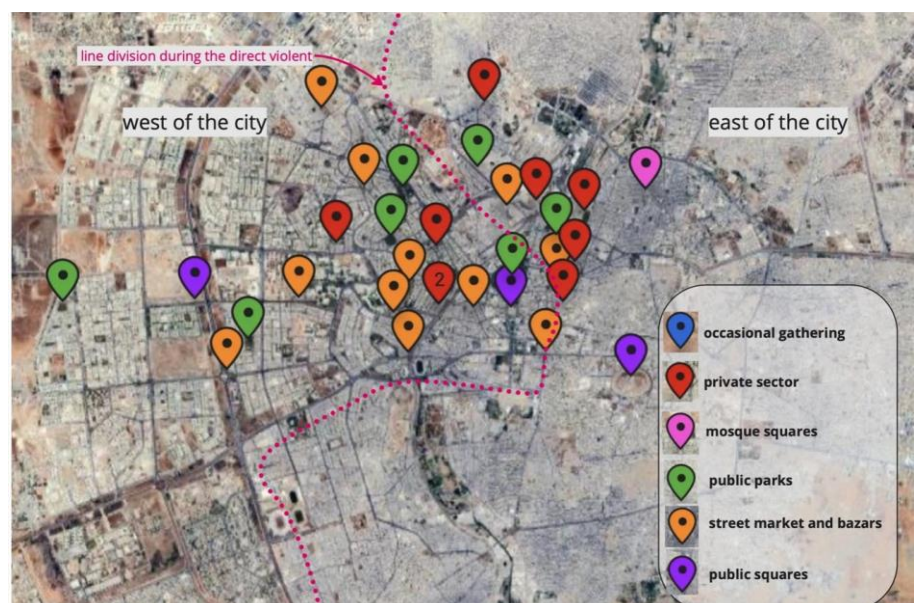 line division during the direct violent
west of the city
east of the city
2
occasional gathering
private sector
mosque squares
public parks
street market and bazars
public squares